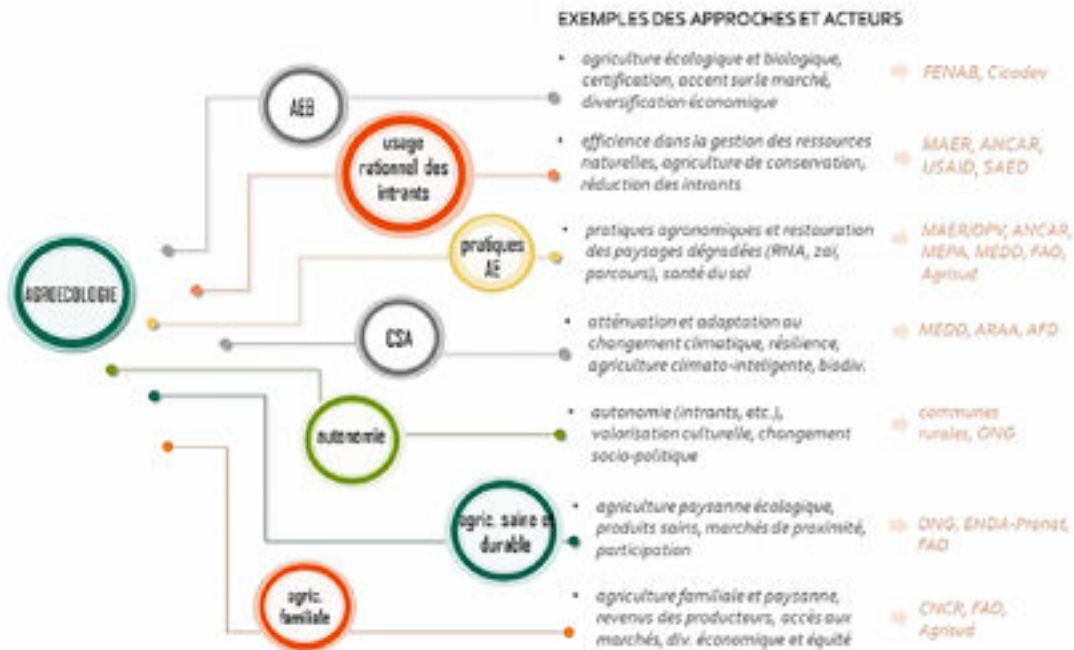 EXEMPLES DES APPROCHES ET ACTEURS
AEB
• agriculture écologique et biologique,
certification, accent sur le marché,
diversification économique
FENAB, Cicodev
usage
rationnel des
intrants
• efficience dans la gestion des ressources
naturelles, agriculture de conservation,
réduction des intrants
MAER, ANCAR,
USAID, SAED
AGROECOLOGIE
pratiques
AE
• pratiques agronomiques et restauration
des paysages dégradées (RNA, zaï,
parcours), santé du sol
MAER/DPV, ANCAR,
MEPA, MEDD, FAO,
Agrisud
CSA
• atténuation et adaptation au
changement climatique, résilience,
agriculture climato-inteligente, biodiv.
MEDD, ARAA, AFD
autonomie
• autonomie (intrants, etc.),
valorisation culturelle, changement
socio-politique
communes
rurales, ONG
agric. saine et
durable
• agriculture paysanne écologique,
produits sains, marchés de proximité,
participation
ONG, ENDA-Pronat,
FAO
agric.
familiale
• agriculture familiale et paysanne,
revenus des producteurs, accès aux
marchés, div. économique et équité
CNCR, FAO,
Agrisud